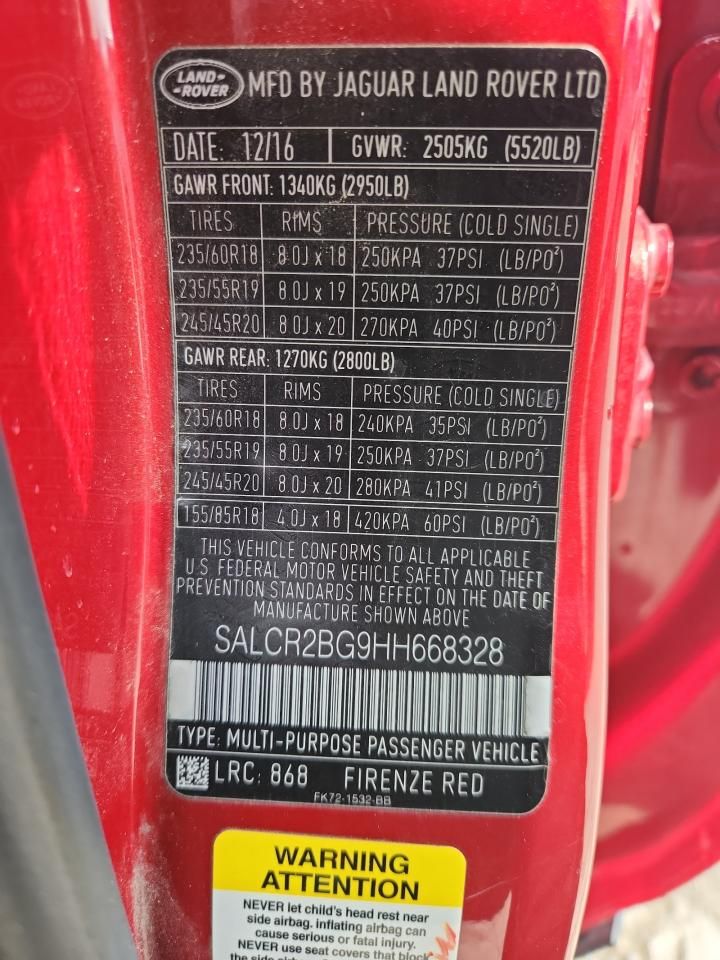 LAND-
-ROVER
MFD BY JAGUAR LAND ROVER LTD
DATE: 12/16 GVWR: 2505KG (5520LB)
GAWR FRONT: 1340KG (2950LB)
TIRES RIMS PRESSURE (COLD SINGLE)
235/60R18 8.0J x 18 250KPA 37PSI (LB/PO²)
235/55R19 8.0J x 19 250KPA 37PSI (LB/PO²)
245/45R20 8.0J x 20 270KPA 40PSI (LB/PO²)
GAWR REAR: 1270KG (2800LB)
TIRES RIMS PRESSURE (COLD SINGLE)
235/60R18 8.0J x 18 240KPA 35PSI (LB/PO²)
235/55R19 8.0J x 19 250KPA 37PSI (LB/PO²)
245/45R20 8.0J x 20 280KPA 41PSI (LB/PO²)
155/85R18 4.0J x 18 420KPA 60PSI (LB/PO²)
THIS VEHICLE CONFORMS TO ALL APPLICABLE
U.S FEDERAL MOTOR VEHICLE SAFETY AND THEFT
PREVENTION STANDARDS IN EFFECT ON THE DATE OF
MANUFACTURE SHOWN ABOVE
SALCR2BG9HH668328
TYPE: MULTI-PURPOSE PASSENGER VEHICLE
LRC: 868 FIRENZE RED
FK72-1532-BB
WARNING
ATTENTION
NEVER let child's head rest near
side airbag. inflating airbag can
cause serious or fatal injury.
NEVER use seat covers that block